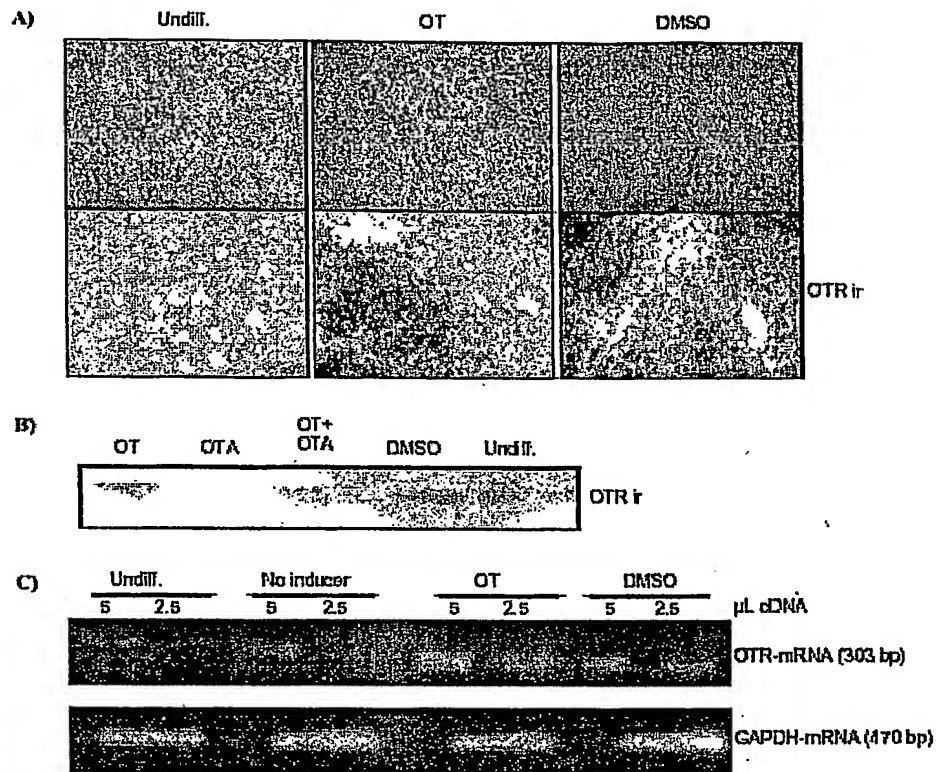 A)
Undiff. OT DMSO
OTR ir
B)
OT OTA OT+ OTA DMSO Undiff.
OTR ir
C)
Undiff. No inducer OT DMSO
5 2.5 5 2.5 5 2.5 5 2.5 µL cDNA
OTR-mRNA (303 bp)
GAPDH-mRNA (470 bp)